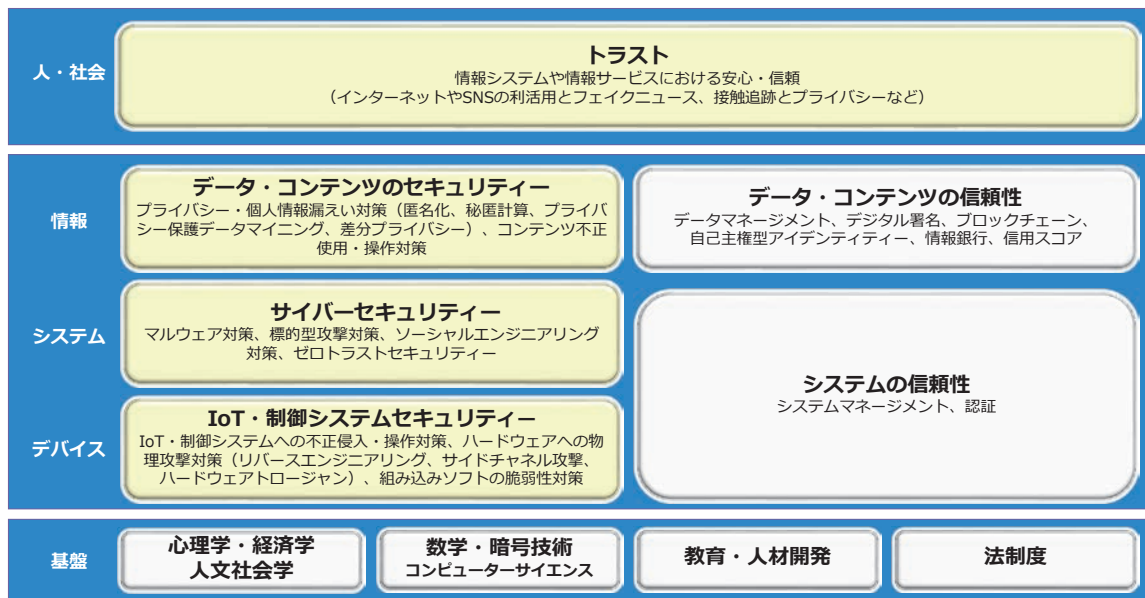 人・社会
トラスト
情報システムや情報サービスにおける安心・信頼
（インターネットやSNSの利活用とフェイクニュース、接触追跡とプライバシーなど）
情報
データ・コンテンツのセキュリティー
プライバシー・個人情報漏えい対策（匿名化、秘匿計算、プライバ
シー保護データマイニング、差分プライバシー）、コンテンツ不正
使用・操作対策
データ・コンテンツの信頼性
データマネージメント、デジタル署名、ブロックチェーン、
自己主権型アイデンティティー、情報銀行、信用スコア
システム
サイバーセキュリティー
マルウェア対策、標的型攻撃対策、ソーシャルエンジニアリング
対策、ゼロトラストセキュリティー
システムの信頼性
システムマネージメント、認証
デバイス
IoT・制御システムセキュリティー
IoT・制御システムへの不正侵入・操作対策、ハードウェアへの物
理攻撃対策（リバースエンジニアリング、サイドチャネル攻撃、
ハードウェアトロージャン）、組み込みソフトの脆弱性対策
基盤
心理学・経済学
人文社会学
数学・暗号技術
コンピューターサイエンス
教育・人材開発
法制度